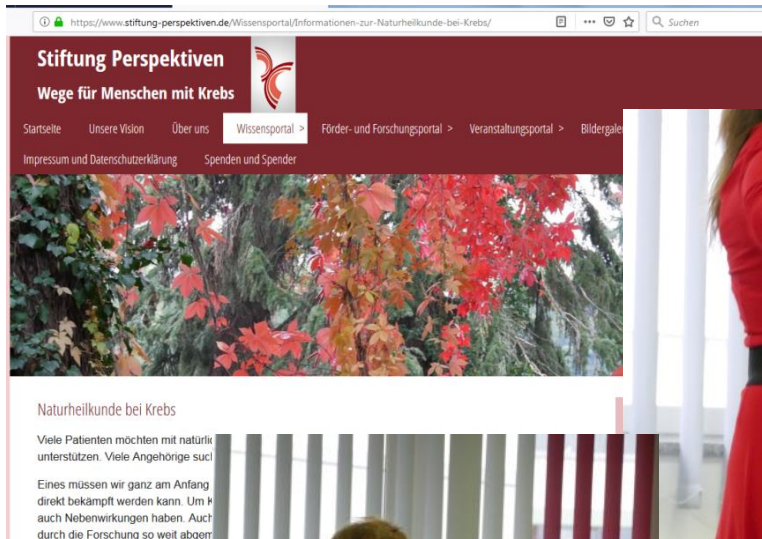 https://www.stiftung-perspektiven.de/Wissensportal/Informationen-zur-Naturheilkunde-bei-Krebs/
Suchen
Stiftung Perspektiven
Wege für Menschen mit Krebs
Startseite Unsere Vision Über uns Wissensportal > Förder- und Forschungsportal > Veranstaltungsportal > Bildergaler
Impressum und Datenschutzerklärung Spenden und Spender
Naturheilkunde bei Krebs
Viele Patienten möchten mit natürlic
unterstützen. Viele Angehörige suc
Eines müssen wir ganz am Anfang
direkt bekämpft werden kann. Um K
auch Nebenwirkungen haben. Auch
durch die Forschung so weit abgem